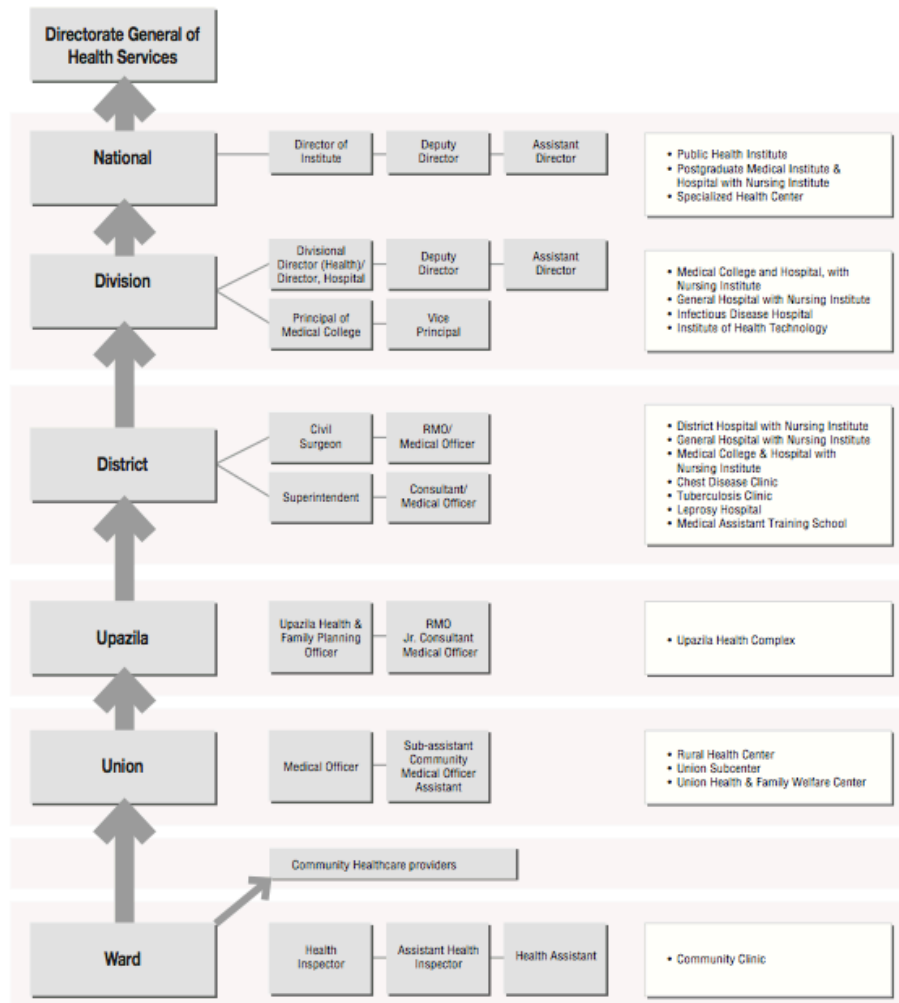 Directorate General of
Health Services
National
Director of
Institute
Deputy
Director
Assistant
Director
• Public Health Institute
• Postgraduate Medical Institute &
Hospital with Nursing Institute
• Specialized Health Center
Division
Divisional
Director (Health)/
Director, Hospital
Deputy
Director
Assistant
Director
Principal of
Medical College
Vice
Principal
• Medical College and Hospital, with
Nursing Institute
• General Hospital with Nursing Institute
• Infectious Disease Hospital
• Institute of Health Technology
District
Civil
Surgeon
RMO/
Medical Officer
Superintendent
Consultant/
Medical Officer
• District Hospital with Nursing Institute
• General Hospital with Nursing Institute
• Medical College & Hospital with
Nursing Institute
• Chest Disease Clinic
• Tuberculosis Clinic
• Leprosy Hospital
• Medical Assistant Training School
Upazila
Upazila Health &
Family Planning
Officer
RMO
Jr. Consultant
Medical Officer
• Upazila Health Complex
Union
Medical Officer
Sub-assistant
Community
Medical Officer
Assistant
• Rural Health Center
• Union Subcenter
• Union Health & Family Welfare Center
Community Healthcare providers
Ward
Health
Inspector
Assistant Health
Inspector
Health Assistant
• Community Clinic